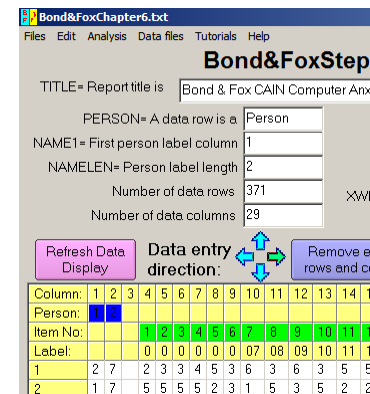 Bond&FoxChapter6.txt
Files Edit Analysis Data files Tutorials Help
Bond&FoxStep
TITLE= Report title is Bond & Fox CAIN Computer Anx
PERSON= A data row is a Person
NAME1= First person label column 1
NAMELEN= Person label length 2
Number of data rows 371
XW
Number of data columns 29
Refresh Data Display
Data entry direction:
Remove e
rows and co
Column: 1 2 3 4 5 6 7 8 9 10 11 12 13 14 1
Person: 1 2
Item No: 1 2 3 4 5 6 7 8 9 10 11 1
Label: 0 0 0 0 0 0 07 08 09 10 11 1
1 2 7 2 3 3 4 5 3 6 3 6 3 5 5
2 1 7 5 5 5 5 2 3 1 5 3 5 2 2